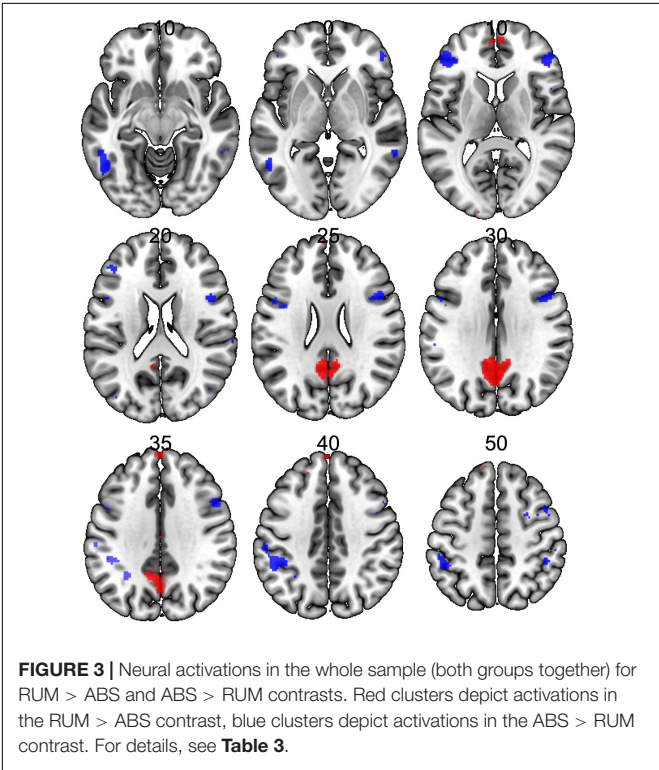 -10 0 10
20 25 30
35 40 50
FIGURE 3 | Neural activations in the whole sample (both groups together) for
RUM > ABS and ABS > RUM contrasts. Red clusters depict activations in
the RUM > ABS contrast, blue clusters depict activations in the ABS > RUM
contrast. For details, see Table 3.